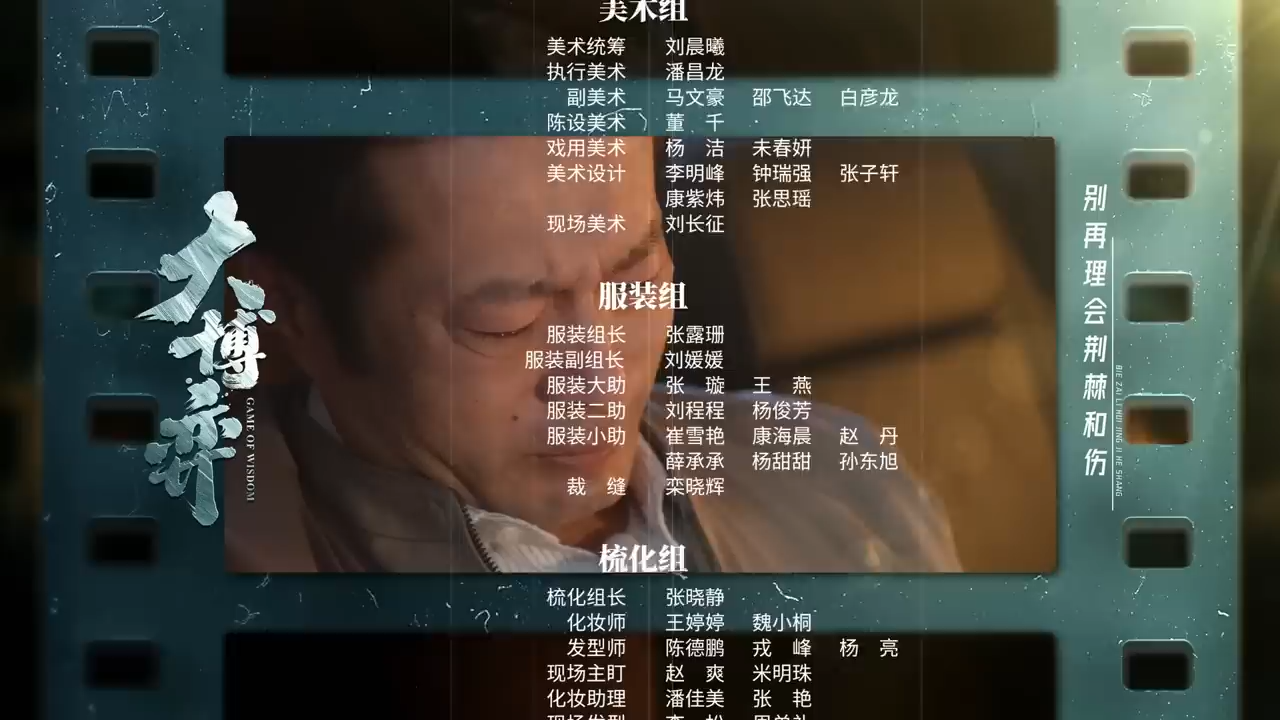 美术组
美术统筹 刘晨曦
执行美术 潘昌龙
副美术 马文豪 邵飞达 白彦龙
陈设美术 董 千
戏用美术 杨 洁 未春妍
美术设计 李明峰 钟瑞强 张子轩
康紫炜 张思瑶
现场美术 刘长征
服装组
服装组长 张露珊
服装副组长 刘媛媛
服装大助 张 璇 王 燕
服装二助 刘程程 杨俊芳
服装小助 崔雪艳 康海晨 赵 丹
薛承承 杨甜甜 孙东旭
裁 缝 栾晓辉
梳化组
梳化组长 张晓静
化妆师 王婷婷 魏小桐
发型师 陈德鹏 戎 峰 杨 亮
现场主盯 赵 爽 米明珠
化妆助理 潘佳美 张 艳
大博弈
GAME OF WISDOM
别再理会荆棘和伤
BIE ZAI LI HUI JING JI HE SHANG